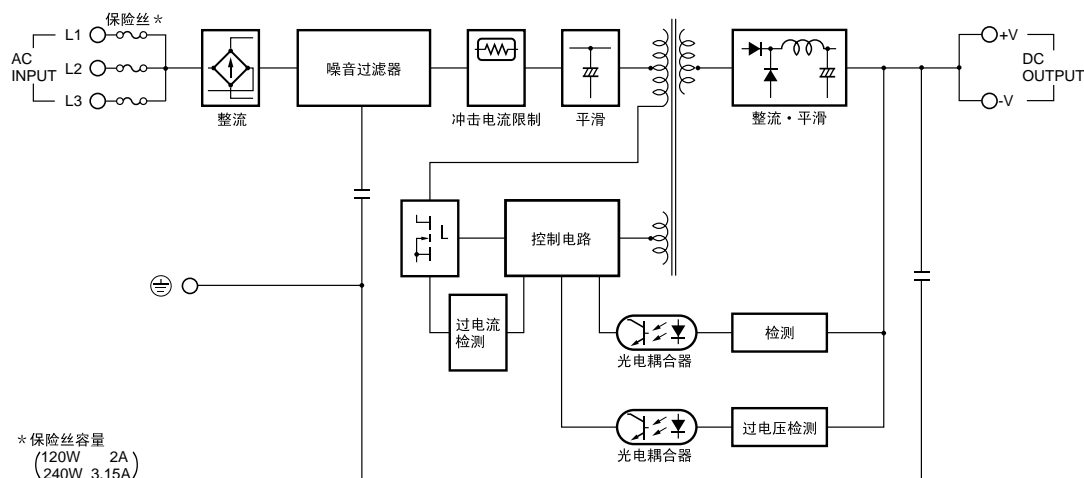 保险丝*
L1
AC
INPUT
L2
L3
整流
噪音过滤器
冲击电流限制
平滑
整流・平滑
+V
DC
OUTPUT
-V
控制电路
过电流
检测
光电耦合器
检测
光电耦合器
过电压检测
*保险丝容量
(120W 2A
240W 3.15A)